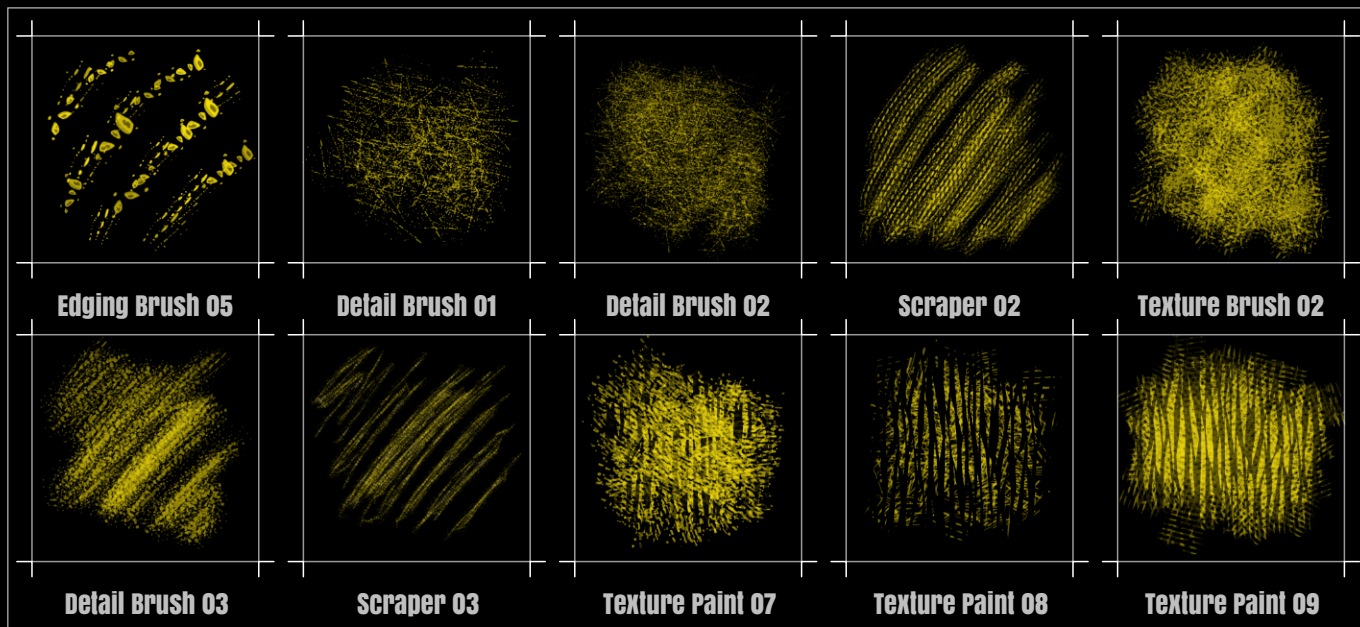 Edging Brush 05
Detail Brush 01
Detail Brush 02
Scraper 02
Texture Brush 02
Detail Brush 03
Scraper 03
Texture Paint 07
Texture Paint 08
Texture Paint 09